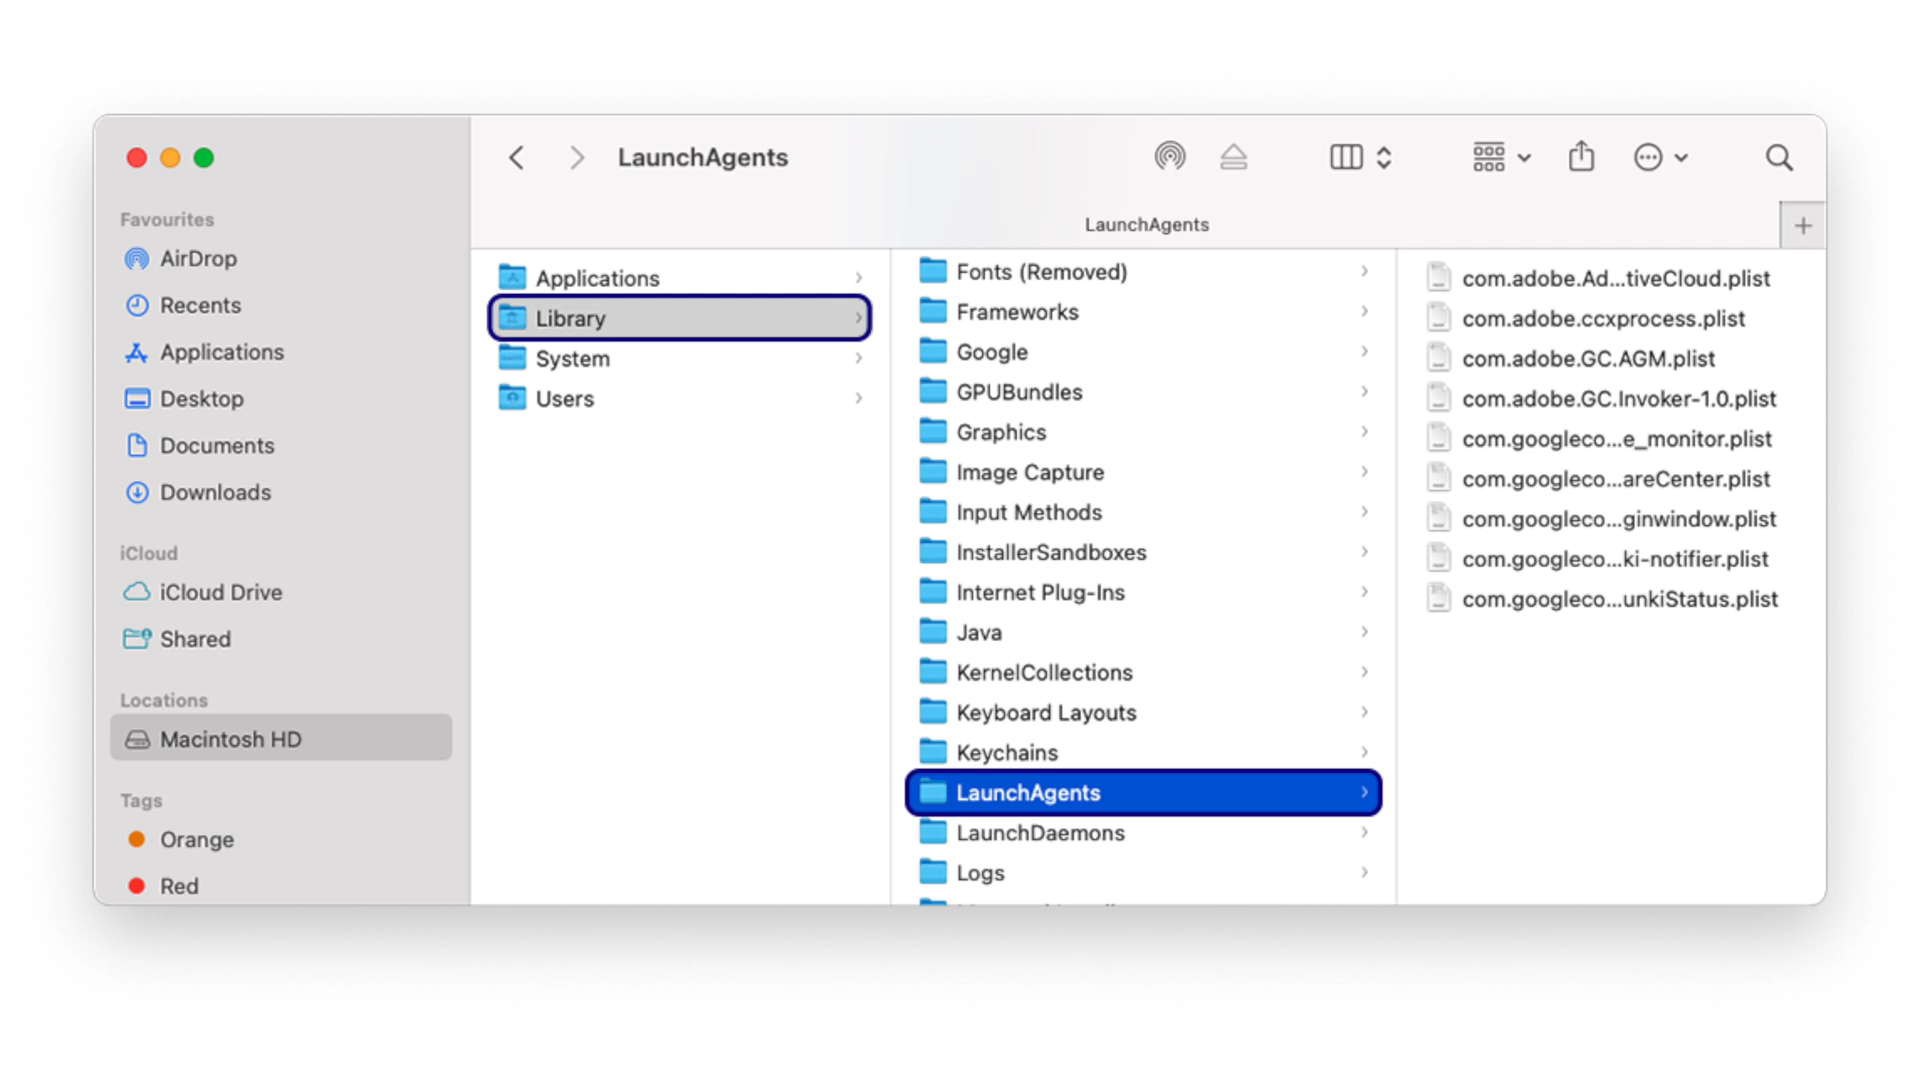 LaunchAgents
LaunchAgents
Favourites
AirDrop
Recents
Applications
Desktop
Documents
Downloads
iCloud
iCloud Drive
Shared
Locations
Macintosh HD
Tags
Orange
Red
Applications
Library
System
Users
Fonts (Removed)
Frameworks
Google
GPUBundles
Graphics
Image Capture
Input Methods
InstallerSandboxes
Internet Plug-Ins
Java
KernelCollections
Keyboard Layouts
Keychains
LaunchAgents
LaunchDaemons
Logs
com.adobe.Ad...tiveCloud.plist
com.adobe.ccxprocess.plist
com.adobe.GC.AGM.plist
com.adobe.GC.Invoker-1.0.plist
com.googleco...e_monitor.plist
com.googleco...areCenter.plist
com.googleco...ginwindow.plist
com.googleco...ki-notifier.plist
com.googleco...unkiStatus.plist